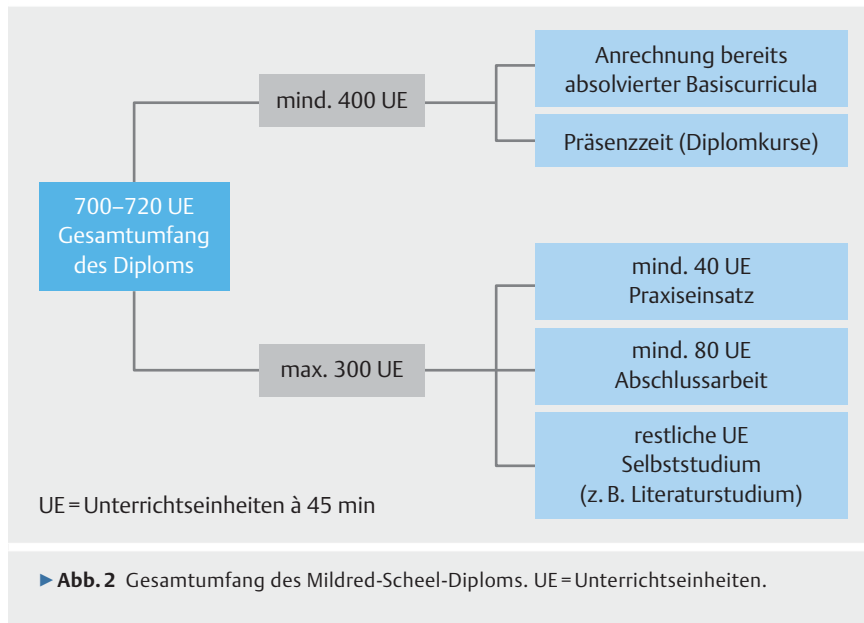 700–720 UE
Gesamtumfang
des Diploms
mind. 400 UE
Anrechnung bereits
absolvierter Basiscurricula
Präsenzzeit (Diplomkurse)
max. 300 UE
mind. 40 UE
Praxiseinsatz
mind. 80 UE
Abschlussarbeit
restliche UE
Selbststudium
(z. B. Literaturstudium)
UE = Unterrichtseinheiten à 45 min
▶ Abb. 2 Gesamtumfang des Mildred-Scheel-Diploms. UE = Unterrichtseinheiten.